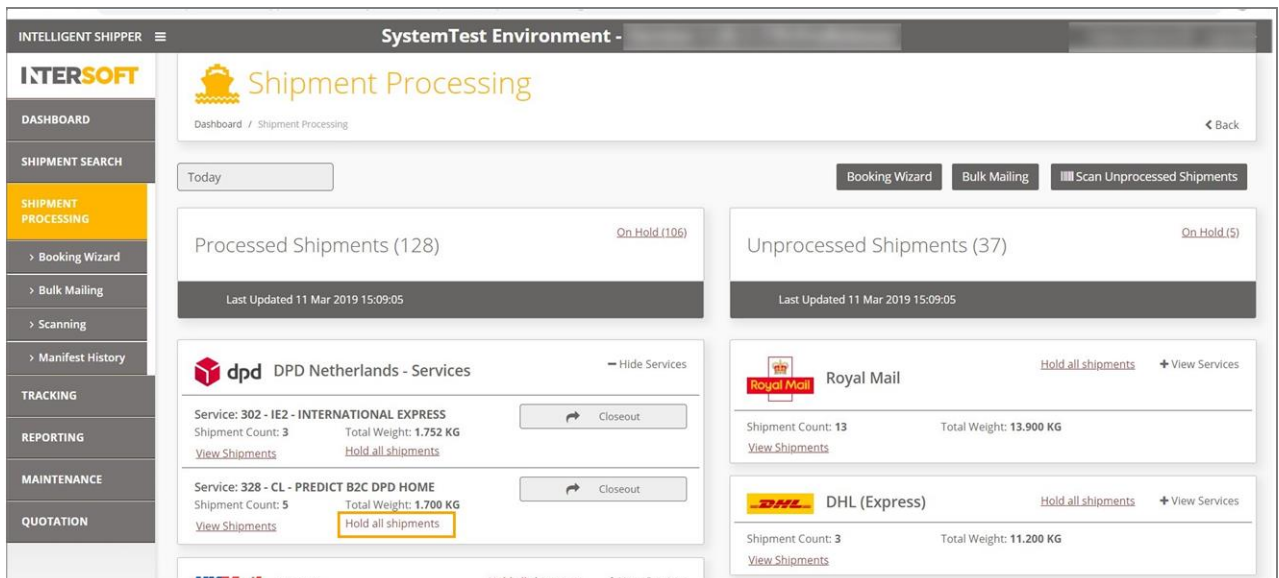 INTELLIGENT SHIPPER
SystemTest Environment -
INTERSOFT
DASHBOARD
SHIPMENT SEARCH
SHIPMENT
PROCESSING
> Booking Wizard
> Bulk Mailing
> Scanning
> Manifest History
TRACKING
REPORTING
MAINTENANCE
QUOTATION
Shipment Processing
Dashboard / Shipment Processing
Back
Today
Booking Wizard
Bulk Mailing
Scan Unprocessed Shipments
Processed Shipments (128)
On Hold (106)
Last Updated 11 Mar 2019 15:09:05
dpd DPD Netherlands - Services
Hide Services
Service: 302 - IE2 - INTERNATIONAL EXPRESS
Shipment Count: 3 Total Weight: 1.752 KG
View Shipments Hold all shipments
Closeout
Service: 328 - CL - PREDICT B2C DPD HOME
Shipment Count: 5 Total Weight: 1.700 KG
View Shipments Hold all shipments
Closeout
Unprocessed Shipments (37)
On Hold (5)
Last Updated 11 Mar 2019 15:09:05
Royal Mail Royal Mail
Hold all shipments
View Services
Shipment Count: 13 Total Weight: 13.900 KG
View Shipments
DHL DHL (Express)
Hold all shipments
View Services
Shipment Count: 3 Total Weight: 11.200 KG
View Shipments